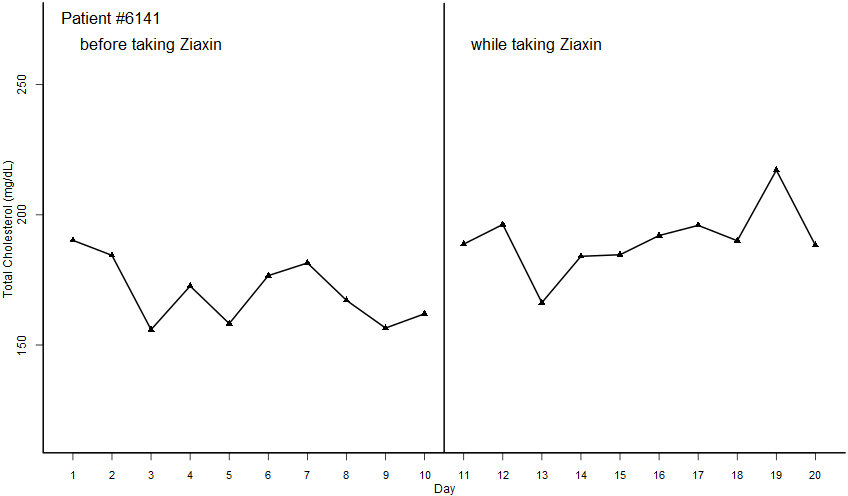 Patient #6141
before taking Ziaxin
while taking Ziaxin
Total Cholesterol (mg/dL)
250
200
150
1 2 3 4 5 6 7 8 9 10 11 12 13 14 15 16 17 18 19 20
Day